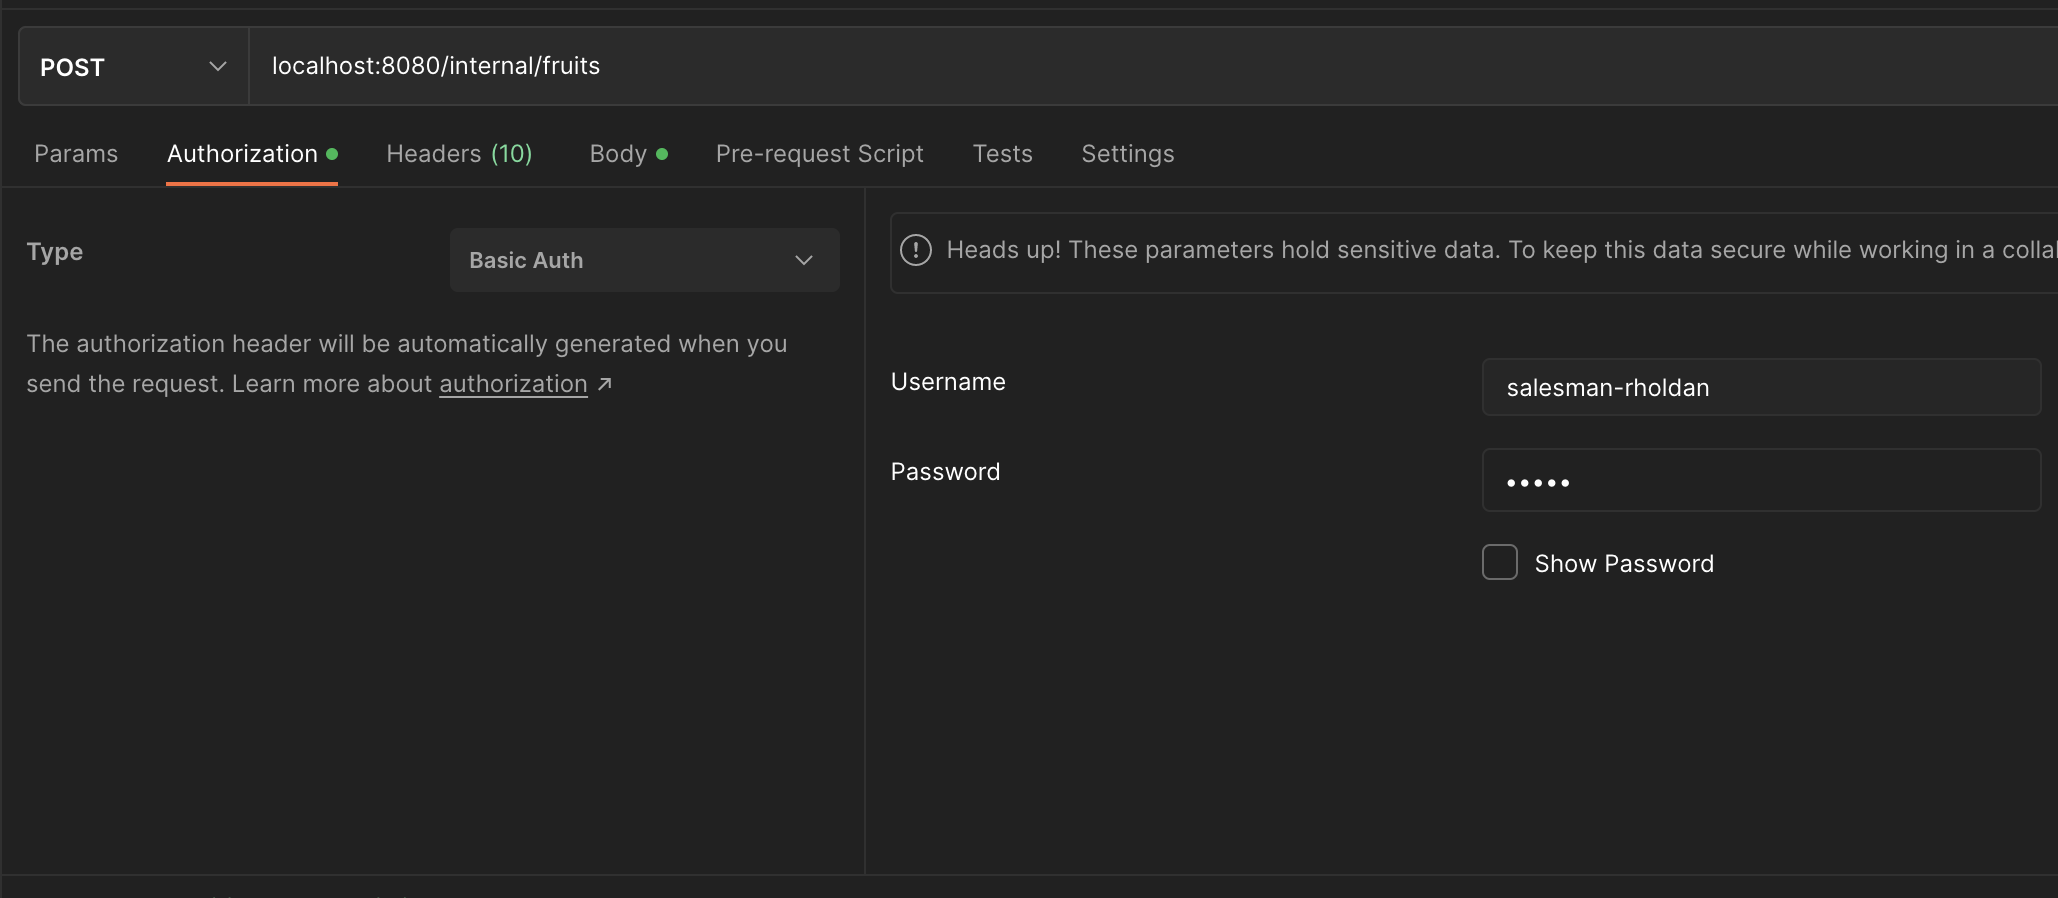 POST localhost:8080/internal/fruits
Params Authorization Headers (10) Body Pre-request Script Tests Settings
Type Basic Auth
The authorization header will be automatically generated when you
send the request. Learn more about authorization ↗
Heads up! These parameters hold sensitive data. To keep this data secure while working in a colla
Username salesman-rholdan
Password •••••
Show Password